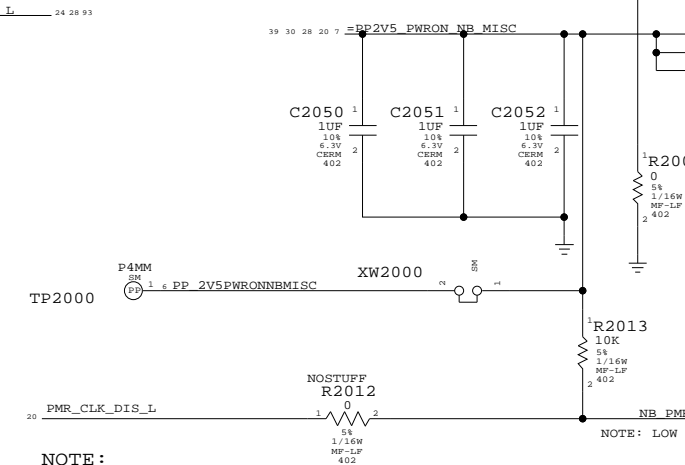 L 24 28 93
39 30 28 20 7 =PP2V5_PWRON_NB_MISC
C2050 1
1UF
10%
6.3V
CERM
402
2
C2051 1
1UF
10%
6.3V
CERM
402
2
C2052 1
1UF
10%
6.3V
CERM
402
2
1
0
5%
1/16W
MF-LF
402
2
P4MM
SM
PP
1 6 PP_2V5PWRONNBMISC
TP2000
XW2000
SM
2
1
1
R2013
10K
5%
1/16W
MF-LF
402
2
NOSTUFF
R2012
0
1 2
5%
1/16W
MF-LF
402
20 PMR_CLK_DIS_L
NOTE: LOW
NOTE: